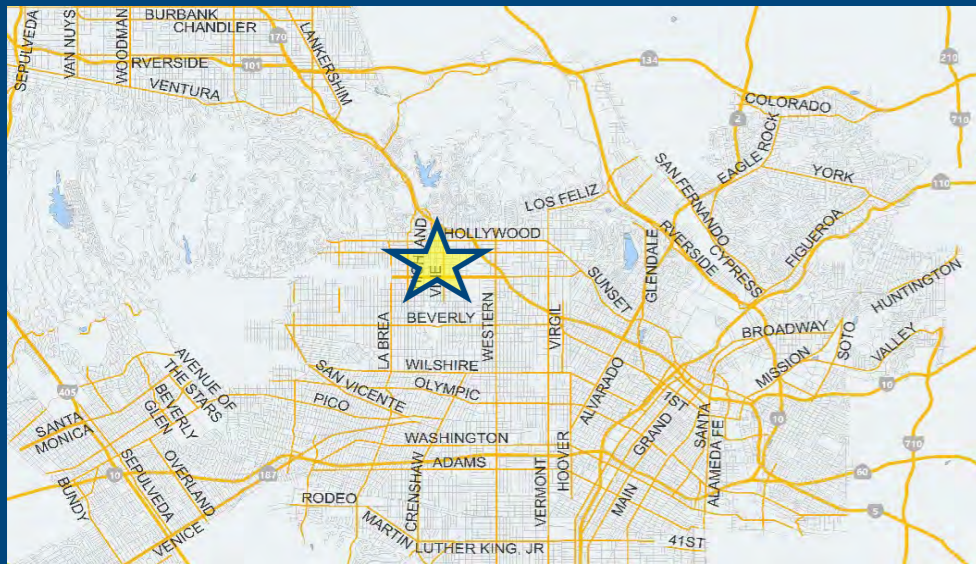 BURBANK
CHANDLER
SEPULVEDA
VAN NUYS
WOODMAN
170
LANKERSHIM
RVERSIDE
101
VENTURA
134
210
COLORADO
2
710
EAGLE ROCK
YORK
110
SAN FERNANDO
LOS FELIZ
HOLLYWOOD
RVERSIDE
CYPRESS
FIGUEROA
GLENDALE
SUNSET
HUNTINGTON
BEVERLY
LA BREA
WESTERN
VIRGIL
BROADWAY
SOTO
VALLEY
MISSION
AVENUE OF
THE STARS
WILSHIRE
SAN VICENTE
OLYMPIC
PICO
ALVARADO
1ST
10
405
BEVERLY
GLEN
SANTA
MONICA
GRAND
SANTA
FE
ALAMEDA
10
710
WASHINGTON
ADAMS
HOOVER
187
10
60
SEPULVEDA
OVERLAND
BUNDY
VENICE
RODEO
CRENSHAW
VERMONT
MAIN
5
MARTIN
LUTHER KING, JR
41ST